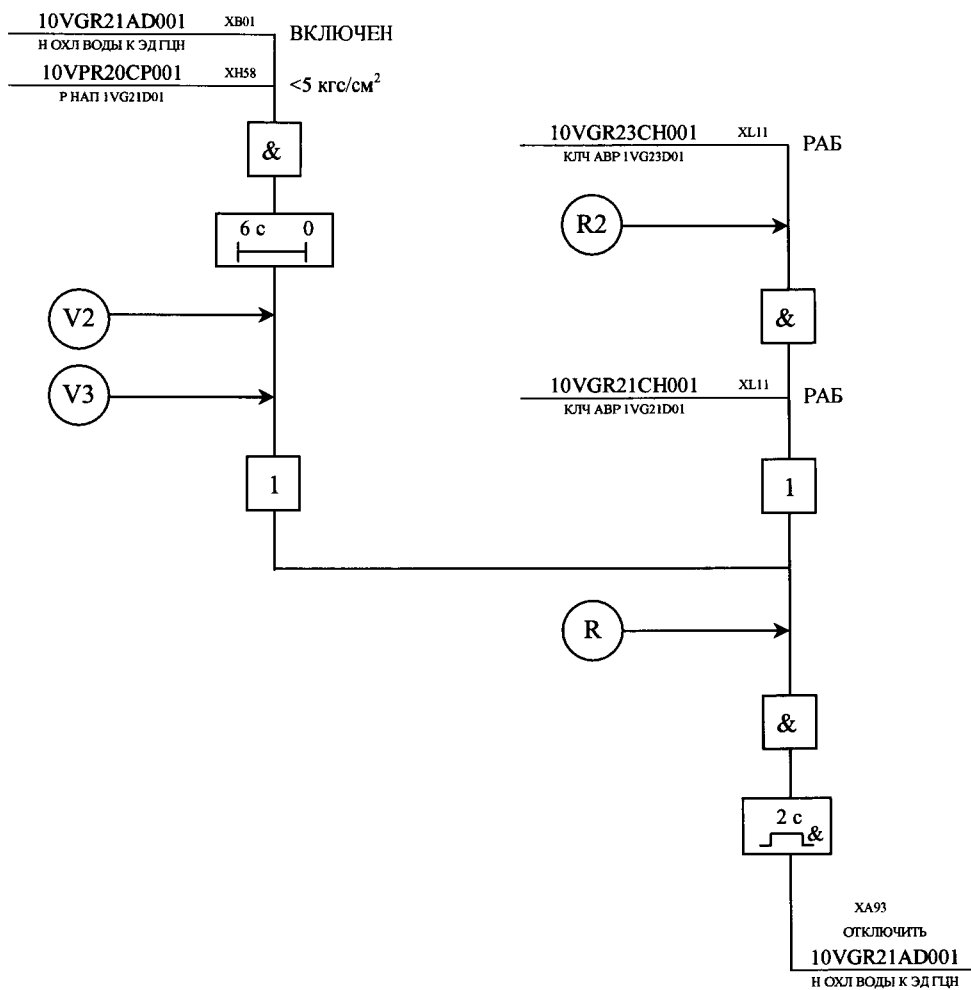 10VGR21AD001 XB01 ВКЛЮЧЕН
Н ОХЛ ВОДЫ К ЭД ГЦН
10VPR20CP001 XH58 <5 кгс/см²
Р НАП 1VG21D01
&
6 с 0
V2
V3
1
10VGR23CH001 XL11 РАБ
КЛЧ АВР 1VG23D01
R2
&
10VGR21CH001 XL11 РАБ
КЛЧ АВР 1VG21D01
1
R
&
2 с
&
XA93
ОТКЛЮЧИТЬ
10VGR21AD001
Н ОХЛ ВОДЫ К ЭД ГЦН